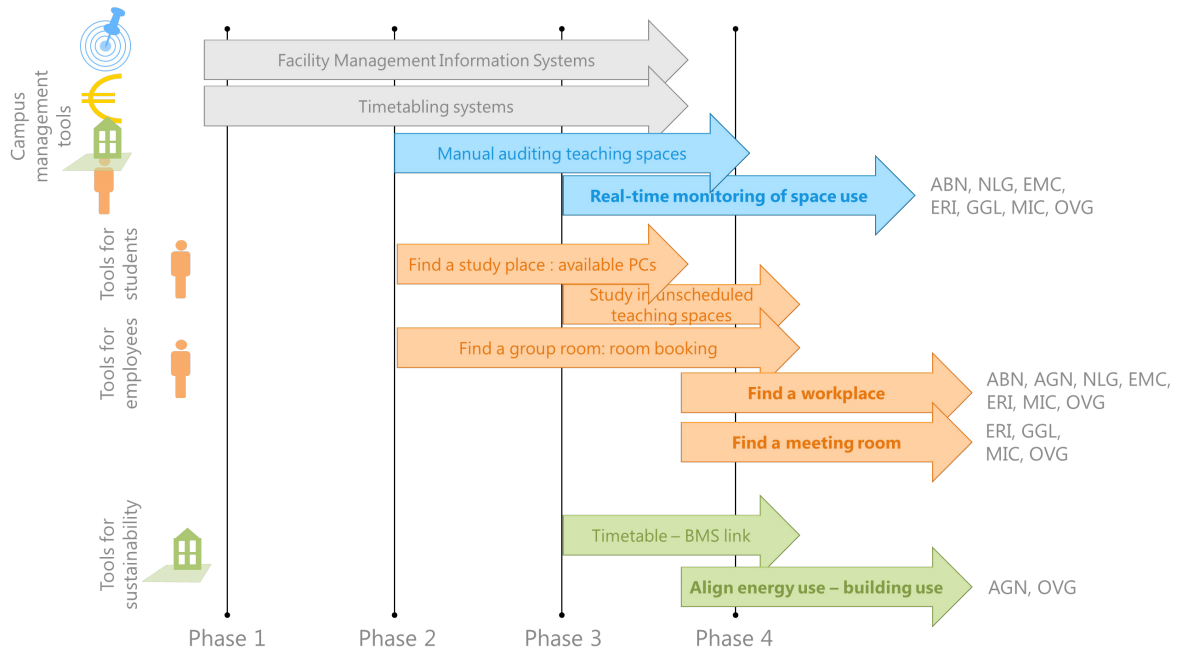 Campus
management
tools
Facility Management Information Systems
Timetabling systems
Manual auditing teaching spaces
Real-time monitoring of space use
ABN, NLG, EMC,
ERI, GGL, MIC, OVG
Tools for
students
Find a study place : available PCs
Study in unscheduled
teaching spaces
Tools for
employees
Find a group room: room booking
Find a workplace
ABN, AGN, NLG, EMC,
ERI, MIC, OVG
Find a meeting room
ERI, GGL,
MIC, OVG
Tools for
sustainability
Timetable – BMS link
Align energy use – building use
AGN, OVG
Phase 1
Phase 2
Phase 3
Phase 4